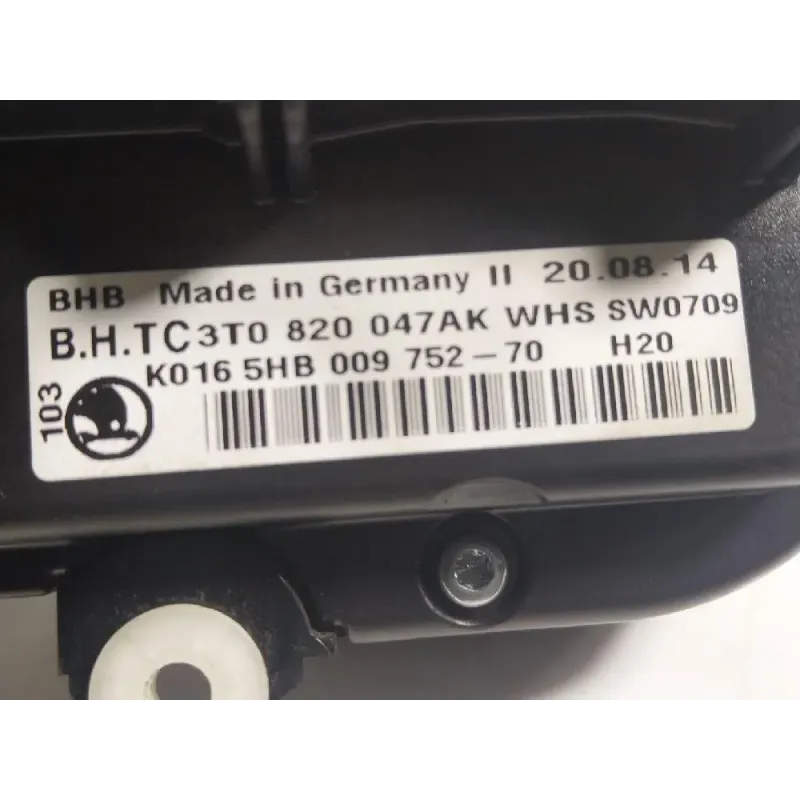 BHB Made in Germany II 20.08.14
B.H.TC 3T0 820 047AK WHS SW0709
K016 5HB 009 752-70 H20
103